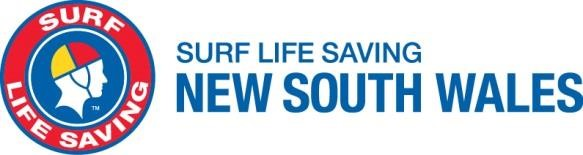 SURF
LIFE SAVING
TM
SURF LIFE SAVING
NEW SOUTH WALES